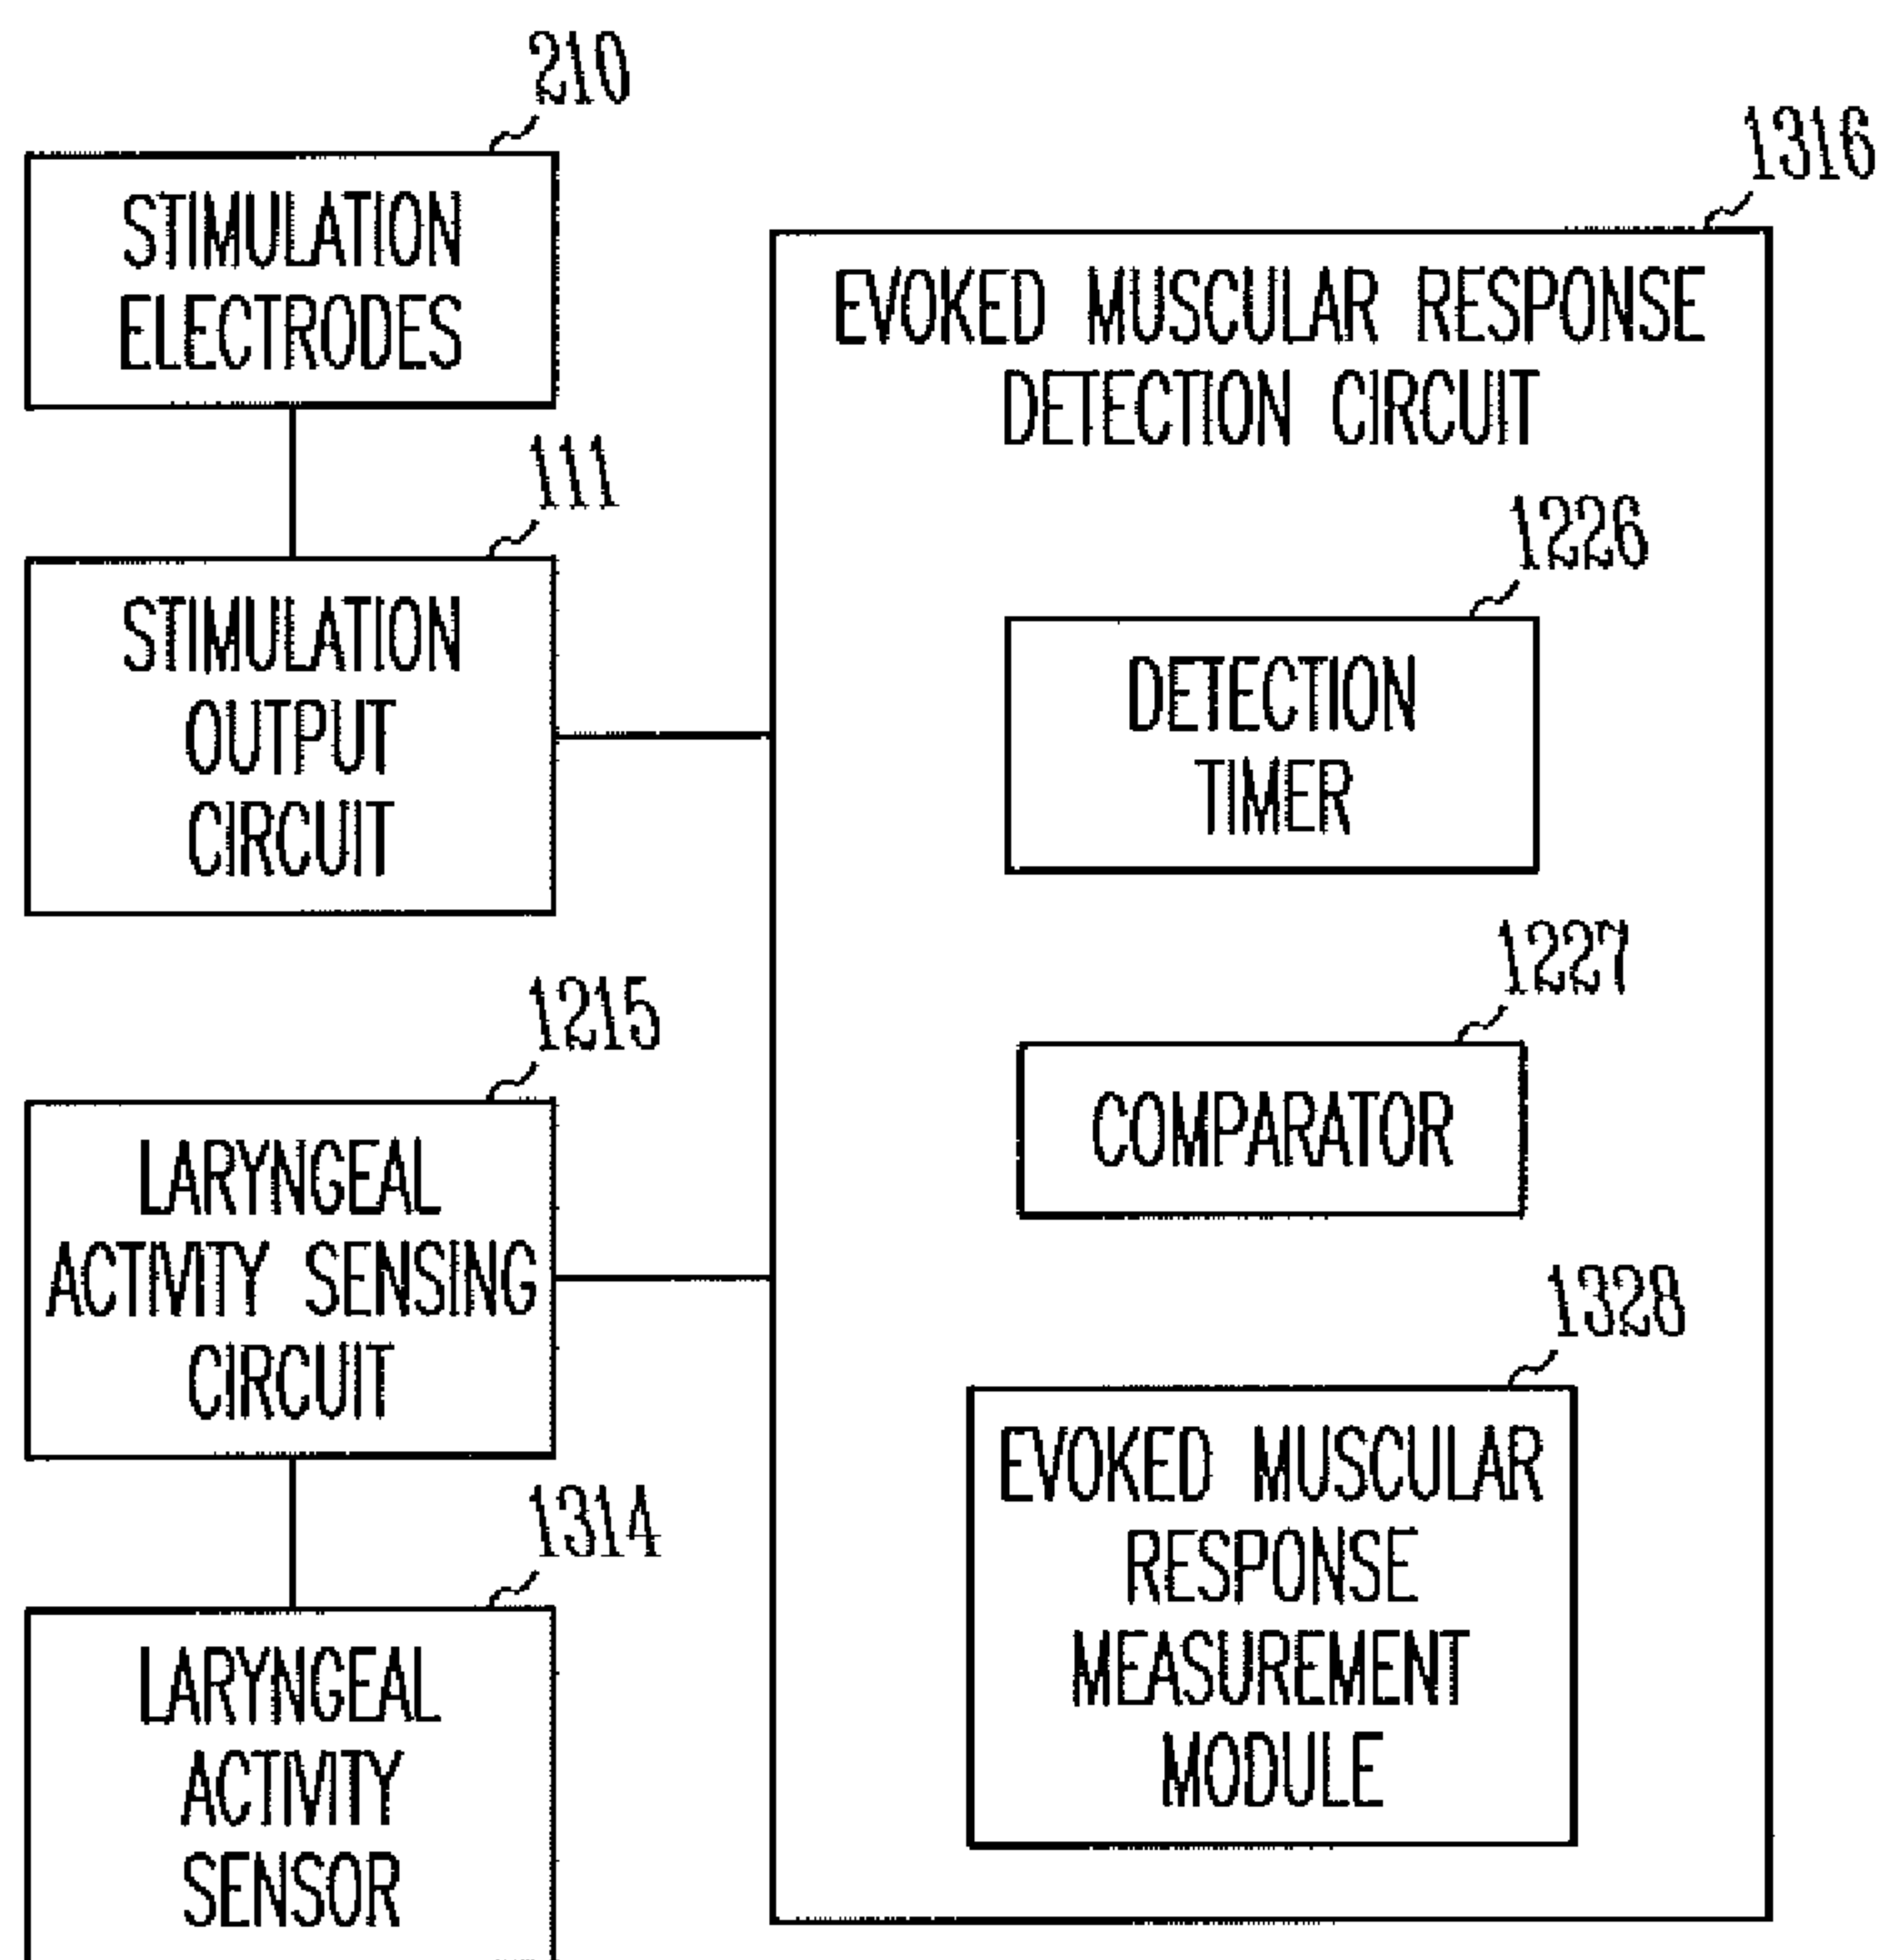 210
STIMULATION
ELECTRODES
111
STIMULATION
OUTPUT
CIRCUIT
1215
LARYNGEAL
ACTIVITY SENSING
CIRCUIT
1314
LARYNGEAL
ACTIVITY
SENSOR
1316
EVOKED MUSCULAR RESPONSE
DETECTION CIRCUIT
1226
DETECTION
TIMER
1227
COMPARATOR
1328
EVOKED MUSCULAR
RESPONSE
MEASUREMENT
MODULE